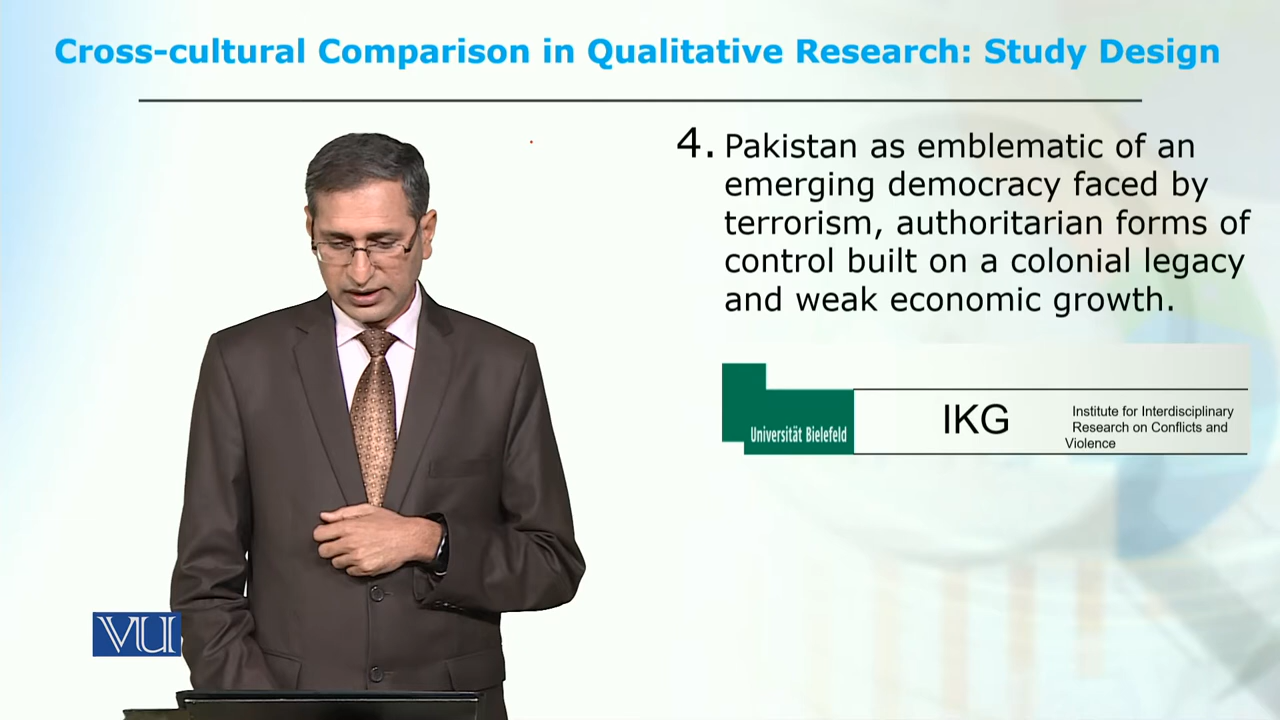 Cross-cultural Comparison in Qualitative Research: Study Design
4. Pakistan as emblematic of an
emerging democracy faced by
terrorism, authoritarian forms of
control built on a colonial legacy
and weak economic growth.
Universität Bielefeld
IKG
Institute for Interdisciplinary
Research on Conflicts and
Violence
VU